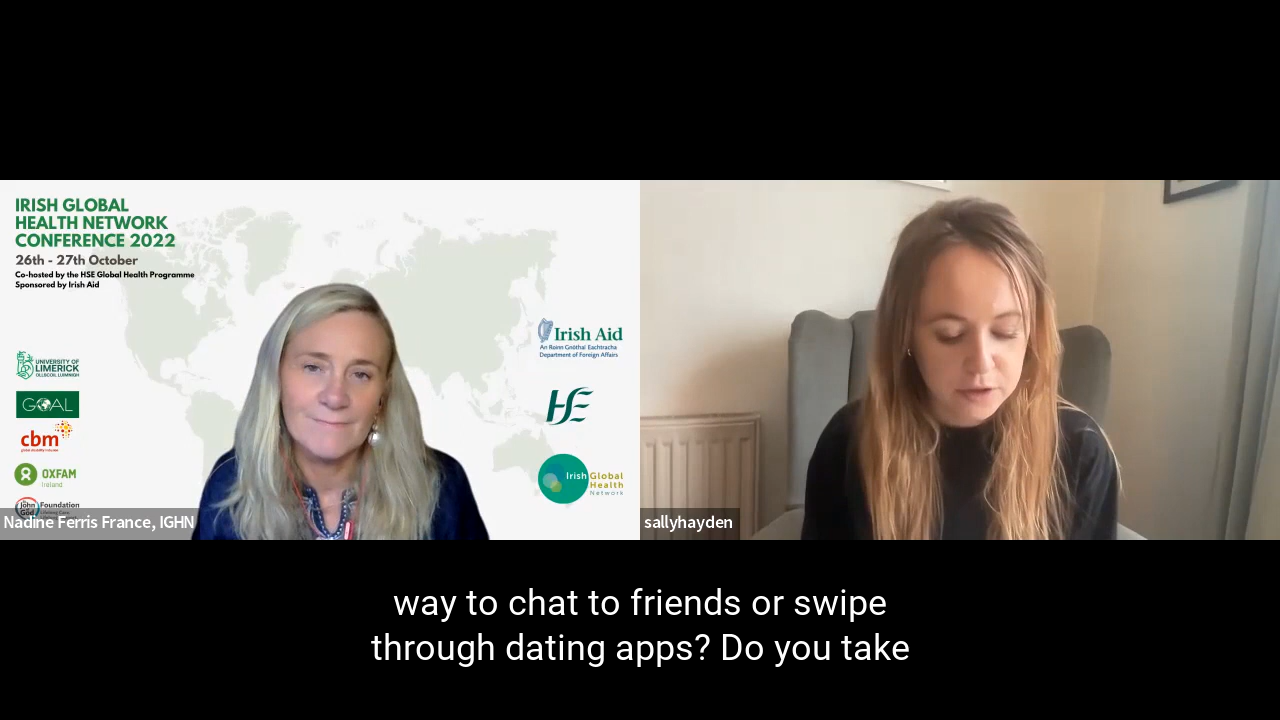 IRISH GLOBAL
HEALTH NETWORK
CONFERENCE 2022
26th - 27th October
Co-hosted by the HSE Global Health Programme
Sponsored by Irish Aid
UNIVERSITY OF
LIMERICK
OLLSCOIL LUIMNIGH
GOAL
cbm
OXFAM
Ireland
Foundation
Irish Aid
An Roinn Gnóthaí Eachtracha
Department of Foreign Affairs
HSE
Irish Global
Health
Network
Nadine Ferris France, IGHN
sallyhayden
way to chat to friends or swipe
through dating apps? Do you take